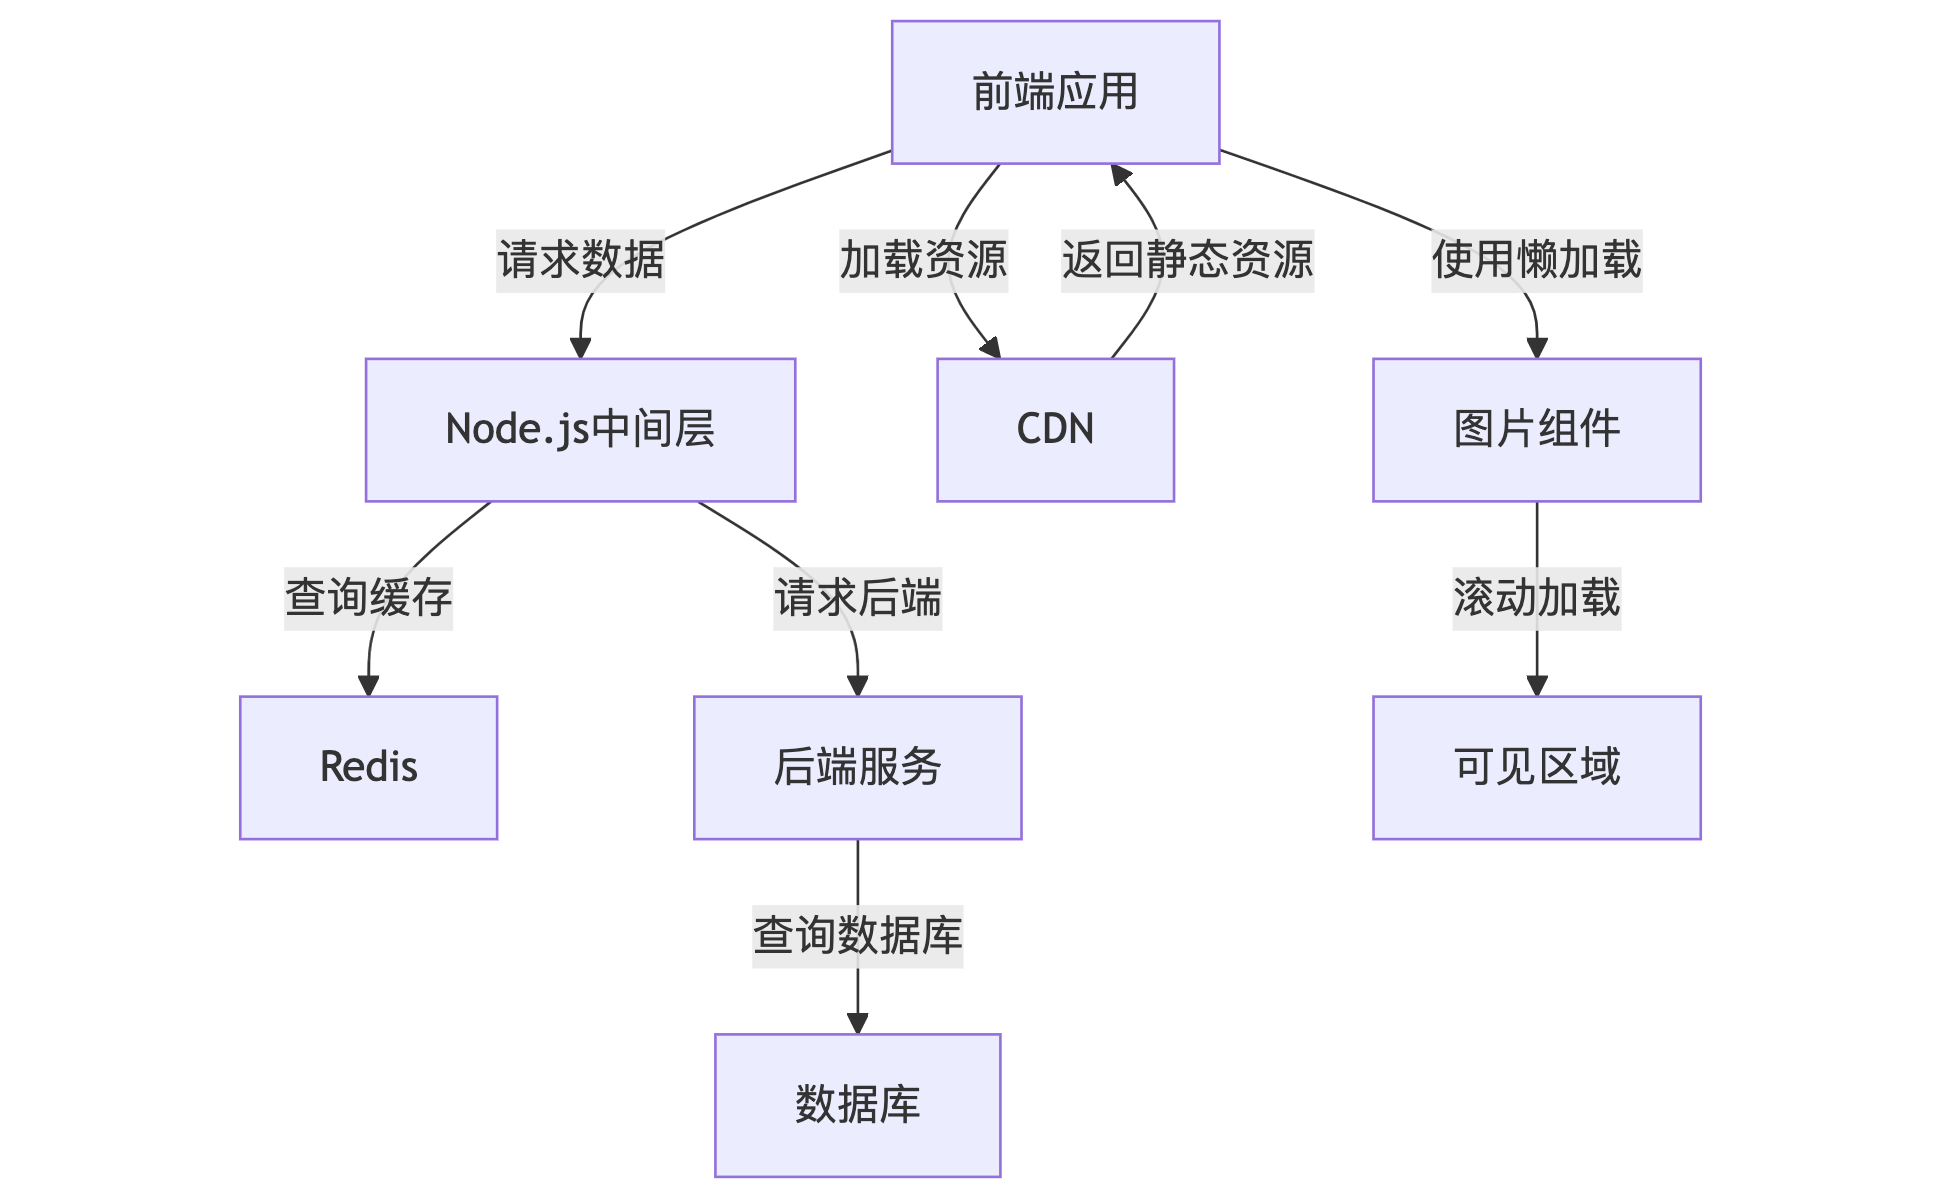 前端应用
请求数据
加载资源
返回静态资源
使用懒加载
Node.js中间层
CDN
图片组件
查询缓存
请求后端
滚动加载
Redis
后端服务
可见区域
查询数据库
数据库